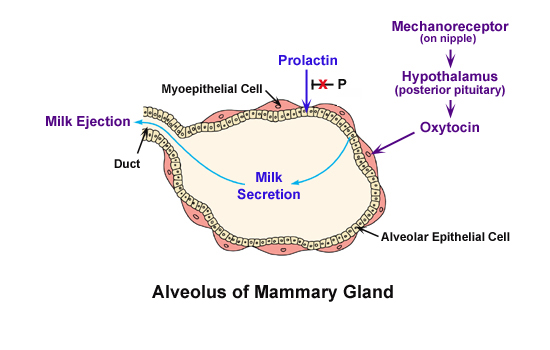 Mechanoreceptor
(on nipple)
Prolactin
Hypothalamus
(posterior pituitary)
P
Myoepithelial Cell
Milk Ejection
Oxytocin
Duct
Milk
Secretion
Alveolar Epithelial Cell
Alveolus of Mammary Gland